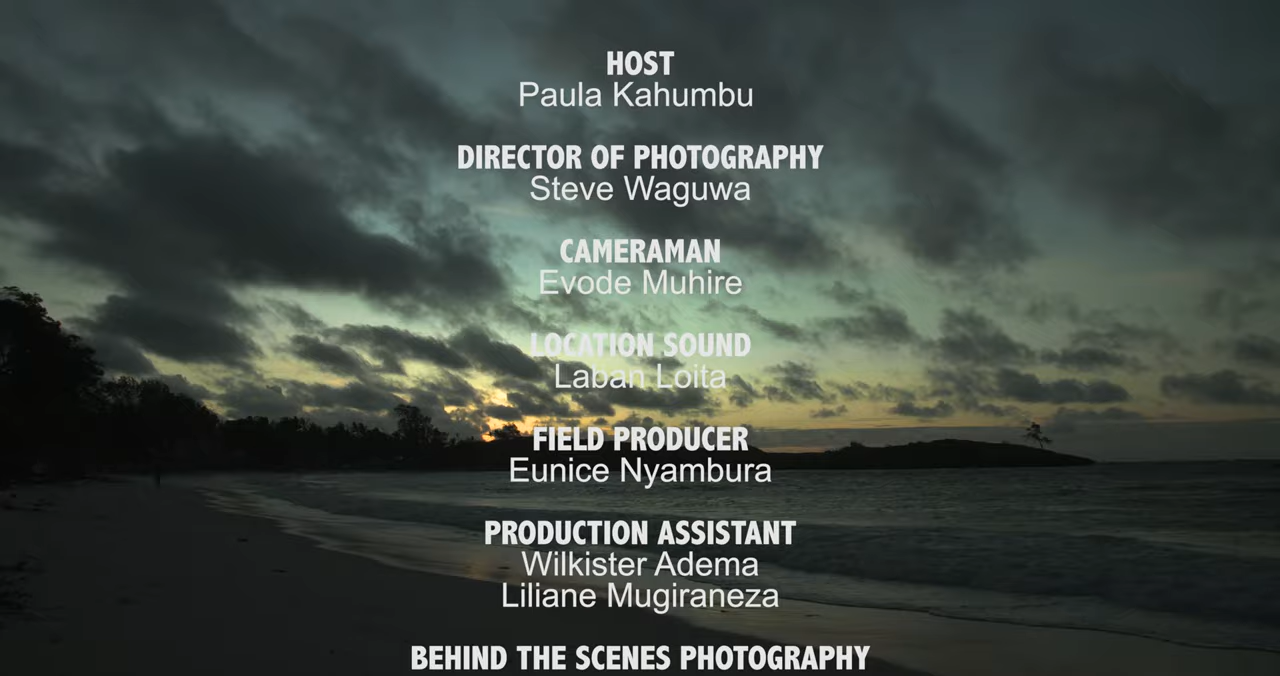 HOST
Paula Kahumbu
DIRECTOR OF PHOTOGRAPHY
Steve Waguwa
CAMERAMAN
Evode Muhire
LOCATION SOUND
Laban Loita
FIELD PRODUCER
Eunice Nyambura
PRODUCTION ASSISTANT
Wilkister Adema
Liliane Mugiraneza
BEHIND THE SCENES PHOTOGRAPHY